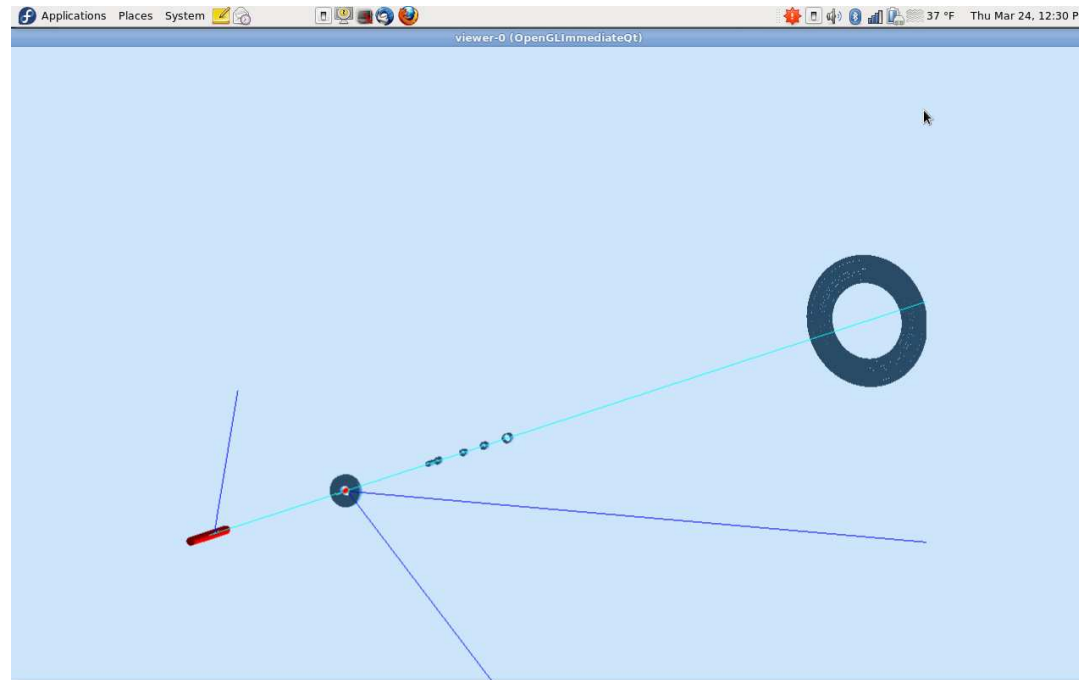 Applications Places System 37 °F Thu Mar 24, 12:30 P
viewer-0 (OpenGLImmediateQt)